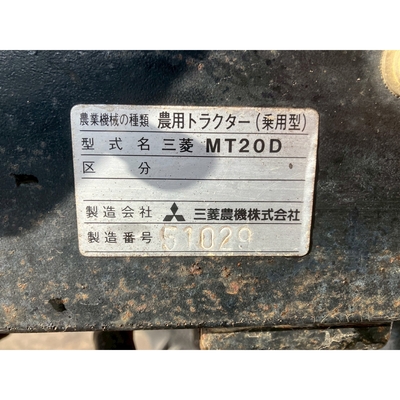 農業機械の種類 農用トラクター(乗用型)
型式名 三菱 MT20D
区分
製造会社 三菱農機株式会社
製造番号 51029